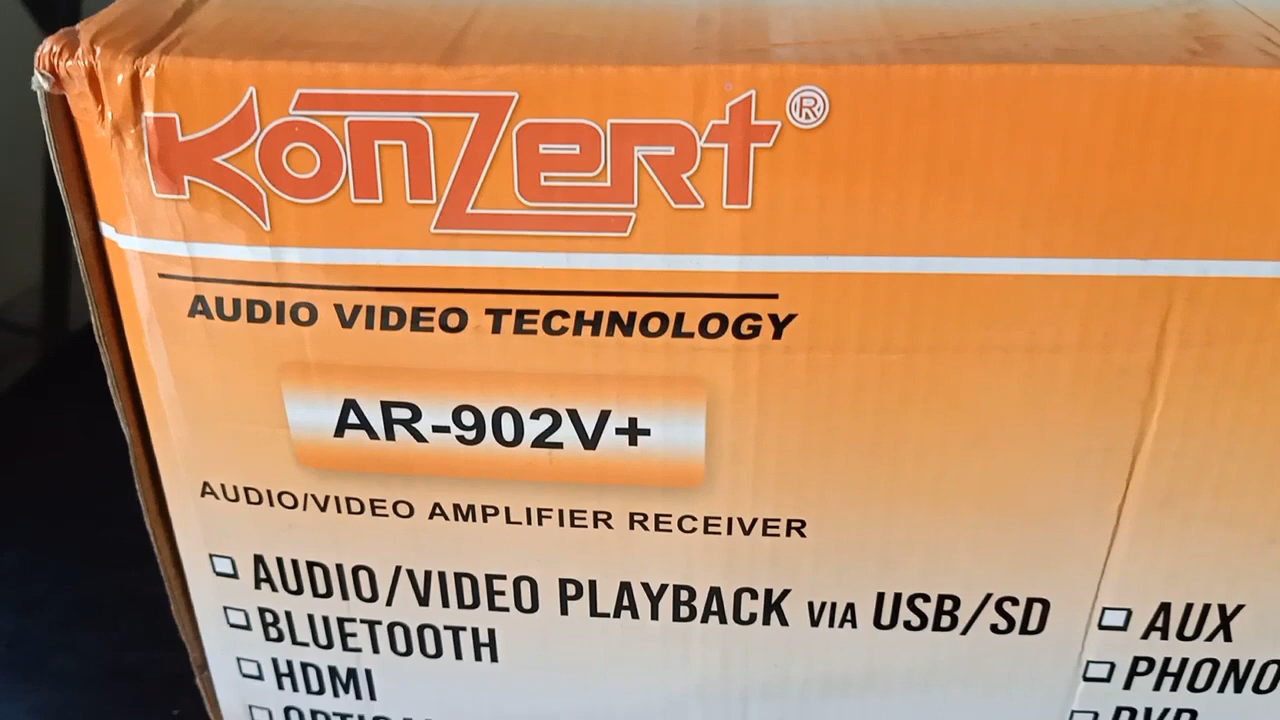 KonZert®
AUDIO VIDEO TECHNOLOGY
AR-902V+
AUDIO/VIDEO AMPLIFIER RECEIVER
AUDIO/VIDEO PLAYBACK VIA USB/SD
BLUETOOTH
HDMI
AUX
PHONO